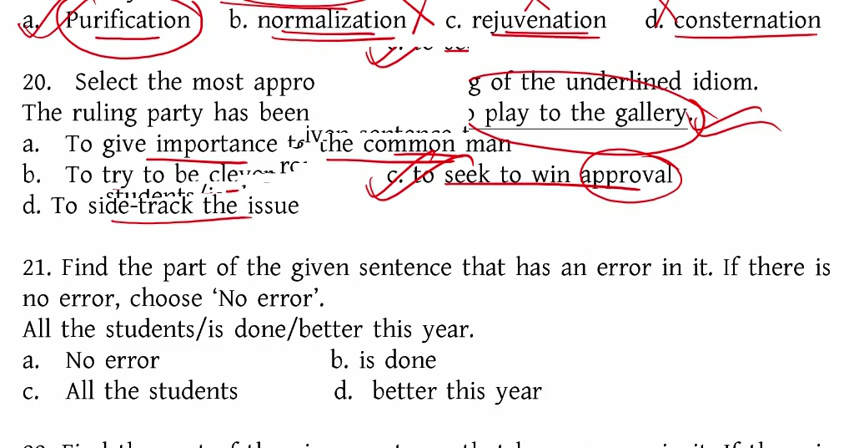 a. Purification b. normalization c. rejuvenation d. consternation
20. Select the most appro g of the underlined idiom.
The ruling party has been play to the gallery.
a. To give importance the common man
b. To try to be c. to seek to win approval
d. To side-track the issue
21. Find the part of the given sentence that has an error in it. If there is
no error, choose ‘No error’.
All the students/is done/better this year.
a. No error b. is done
c. All the students d. better this year